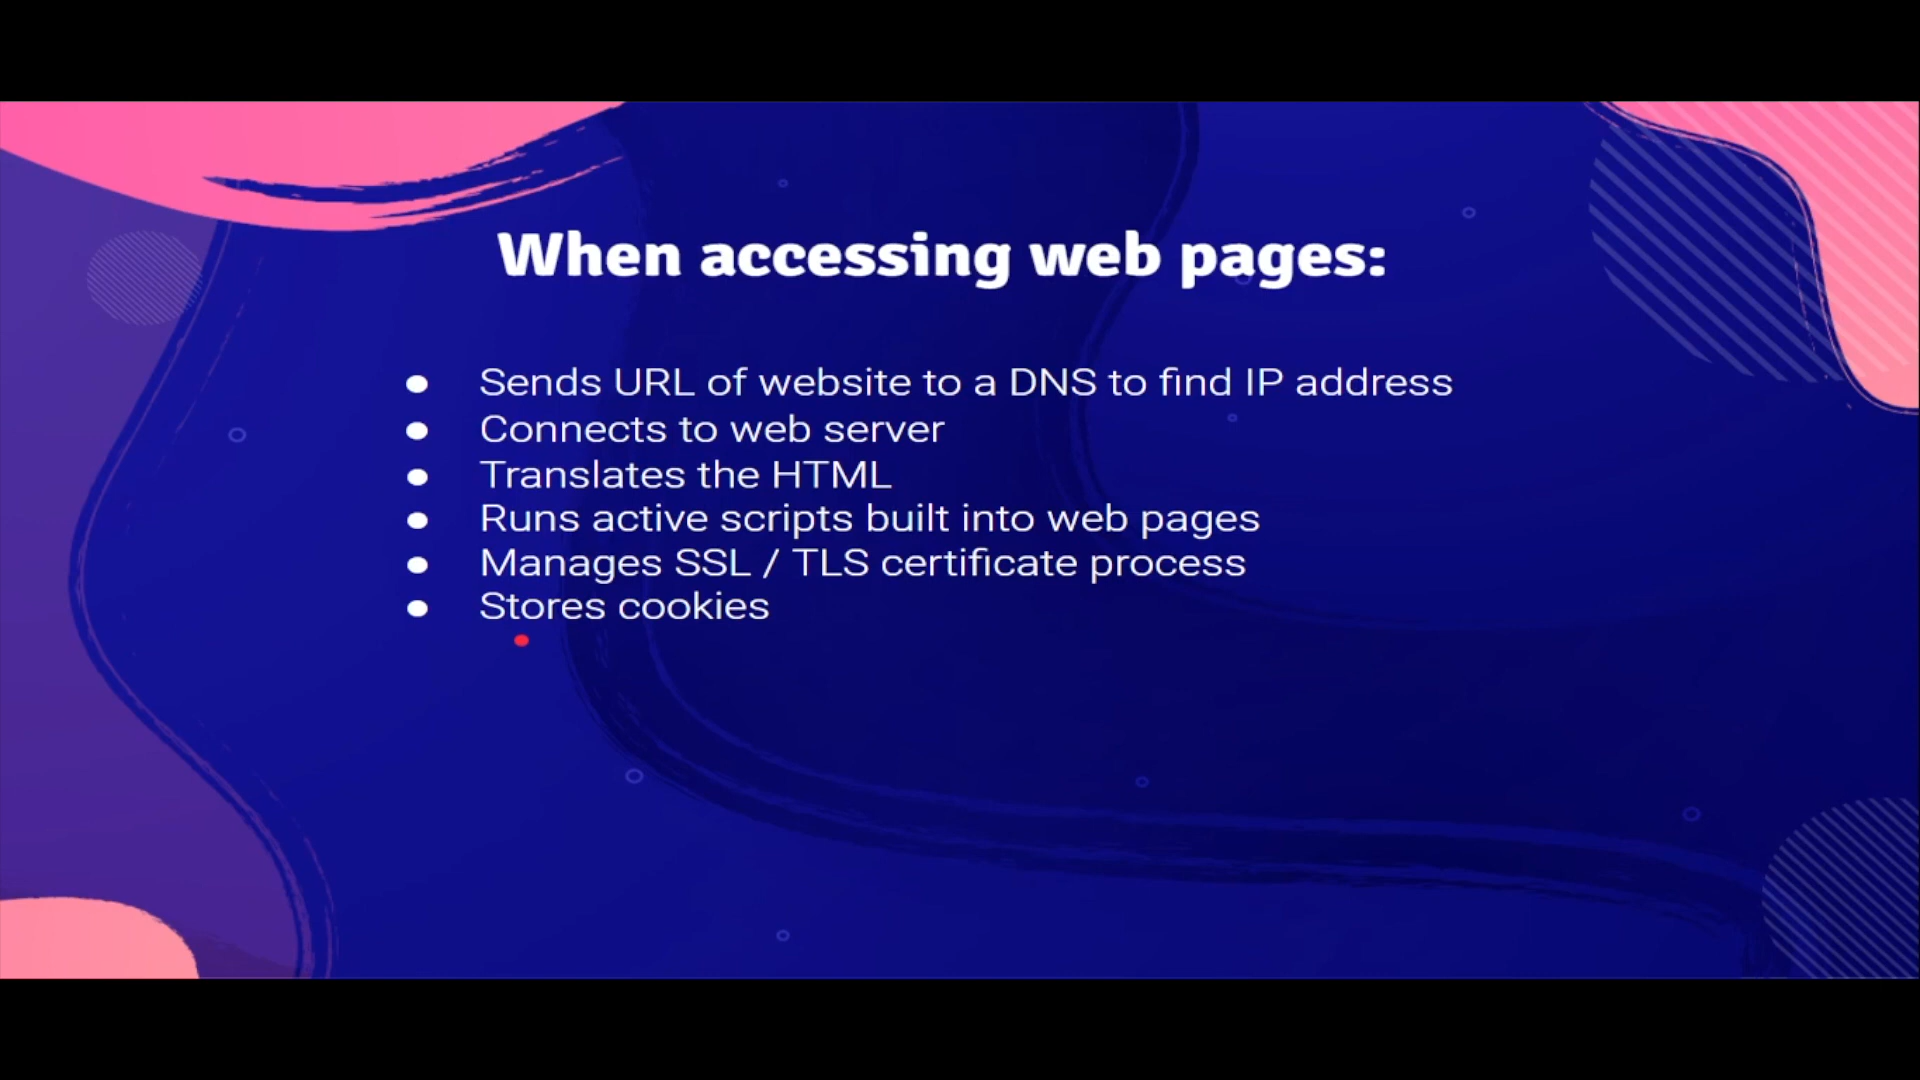 When accessing web pages:
● Sends URL of website to a DNS to find IP address
● Connects to web server
● Translates the HTML
● Runs active scripts built into web pages
● Manages SSL / TLS certificate process
● Stores cookies